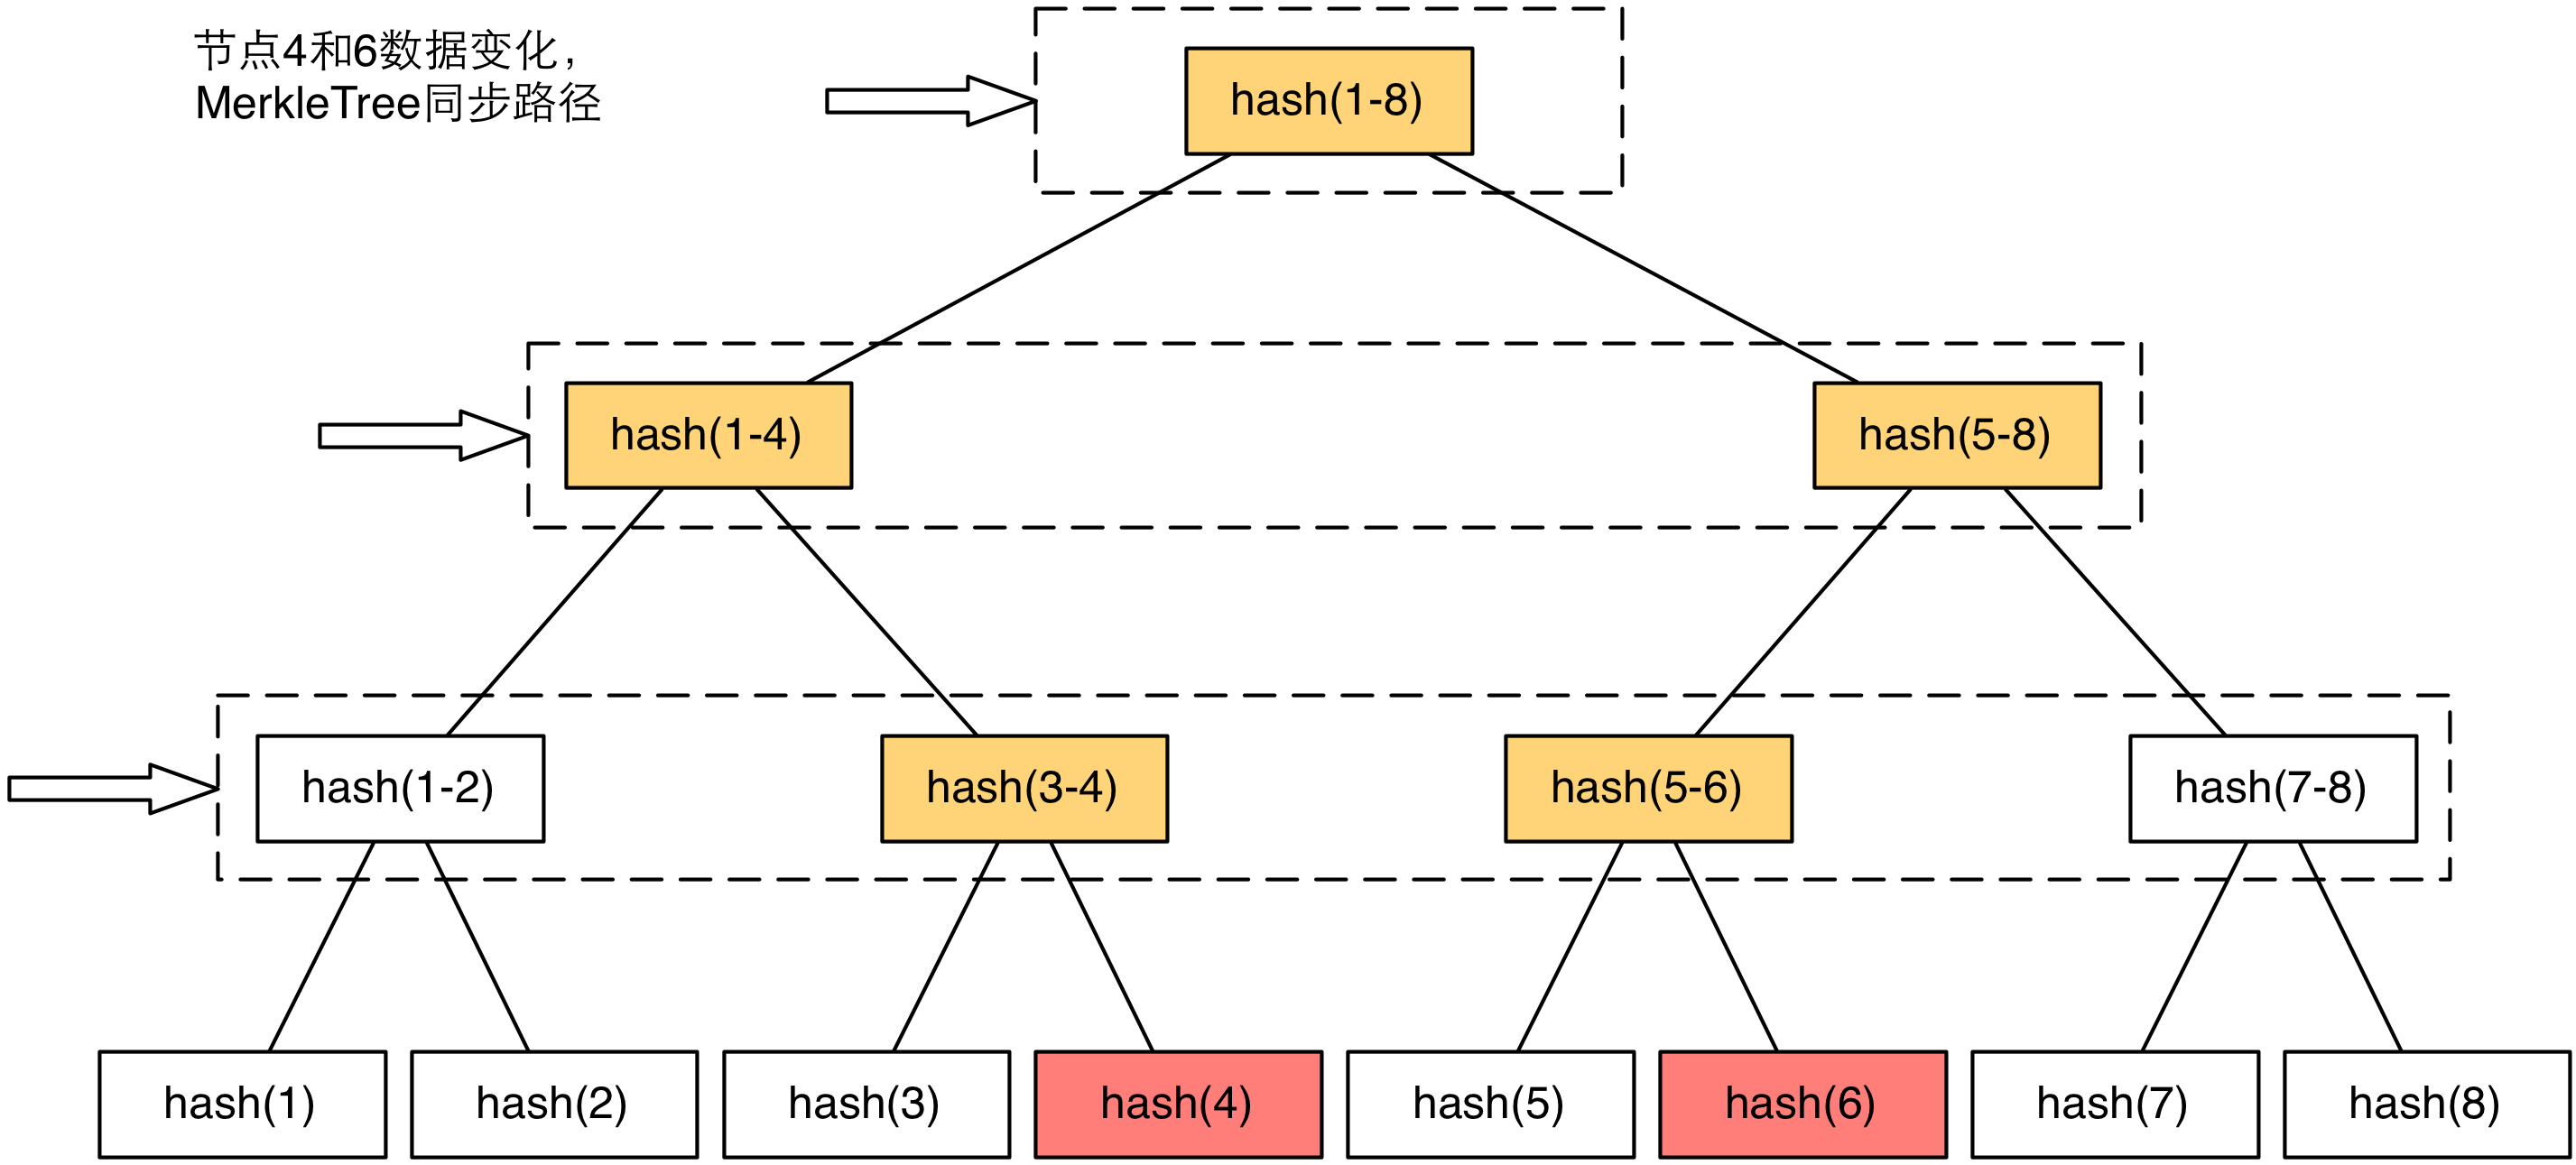 节点4和6数据变化，
MerkleTree同步路径
hash(1-8)
hash(1-4)
hash(5-8)
hash(1-2)
hash(3-4)
hash(5-6)
hash(7-8)
hash(1)
hash(2)
hash(3)
hash(4)
hash(5)
hash(6)
hash(7)
hash(8)